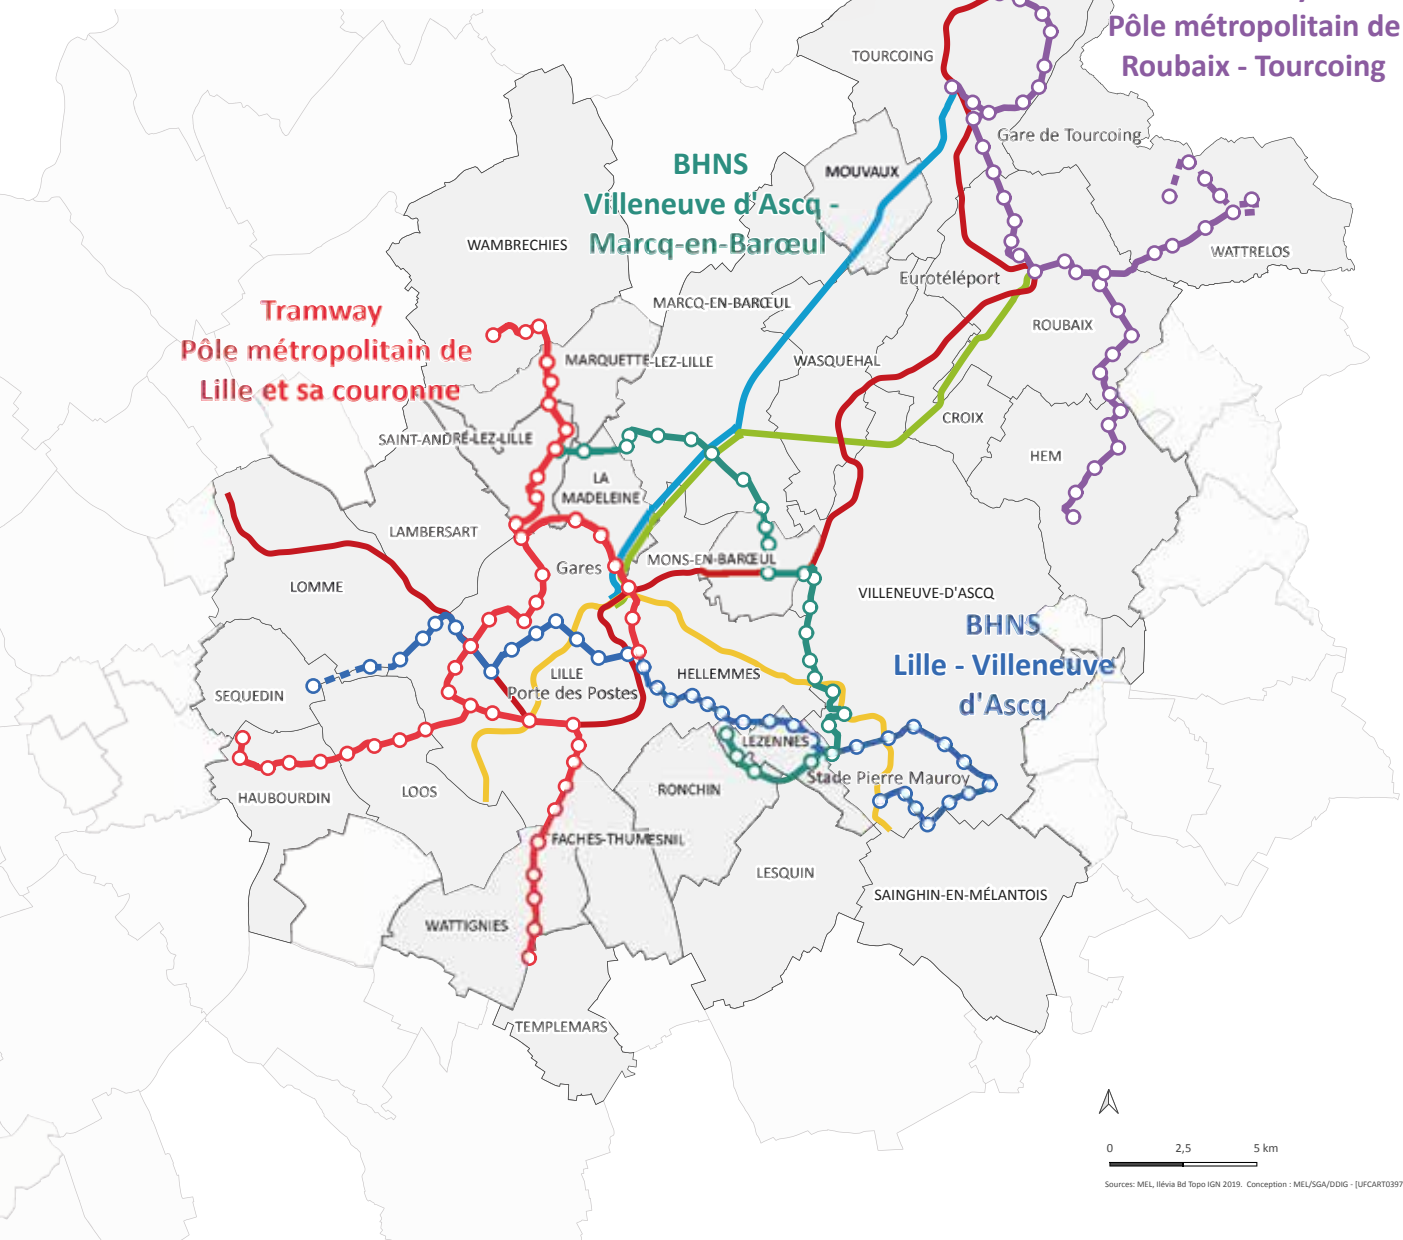 Pôle métropolitain de
Roubaix - Tourcoing
TOURCOING
Gare de Tourcoing
BHNS
Villeneuve d'Ascq -
Marcq-en-Barœul
MOUVAUX
WAMBRECHIES
WATTRELOS
Eurotéléport
MARCQ-EN-BARŒUL
Tramway
Pôle métropolitain de
Lille et sa couronne
ROUBAIX
MARQUETTE-LEZ-LILLE
WASQUEHAL
CROIX
SAINT-ANDRÉ-LEZ-LILLE
HEM
LA
MADELEINE
LAMBERSART
Gares
MONS-EN-BARŒUL
LOMME
VILLENEUVE-D'ASCQ
BHNS
Lille - Villeneuve
d'Ascq
LILLE
HELLEMMES
Porte des Postes
SEQUEDIN
LEZENNES
Stade Pierre Mauroy
HAUBOURDIN
LOOS
RONCHIN
FACHES-THUMESNIL
LESQUIN
SAINGHIN-EN-MÉLANTOIS
WATTIGNIES
TEMPLEMARS
0 2,5 5 km
Sources: MEL, Ilévia Bd Topo IGN 2019. Conception : MEL/SGA/DDIG - [UFCART0397